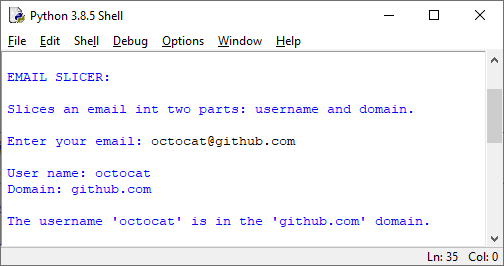 Python 3.8.5 Shell
File Edit Shell Debug Options Window Help
EMAIL SLICER:
Slices an email int two parts: username and domain.
Enter your email: octocat@github.com
User name: octocat
Domain: github.com
The username 'octocat' is in the 'github.com' domain.
Ln: 35 Col: 0